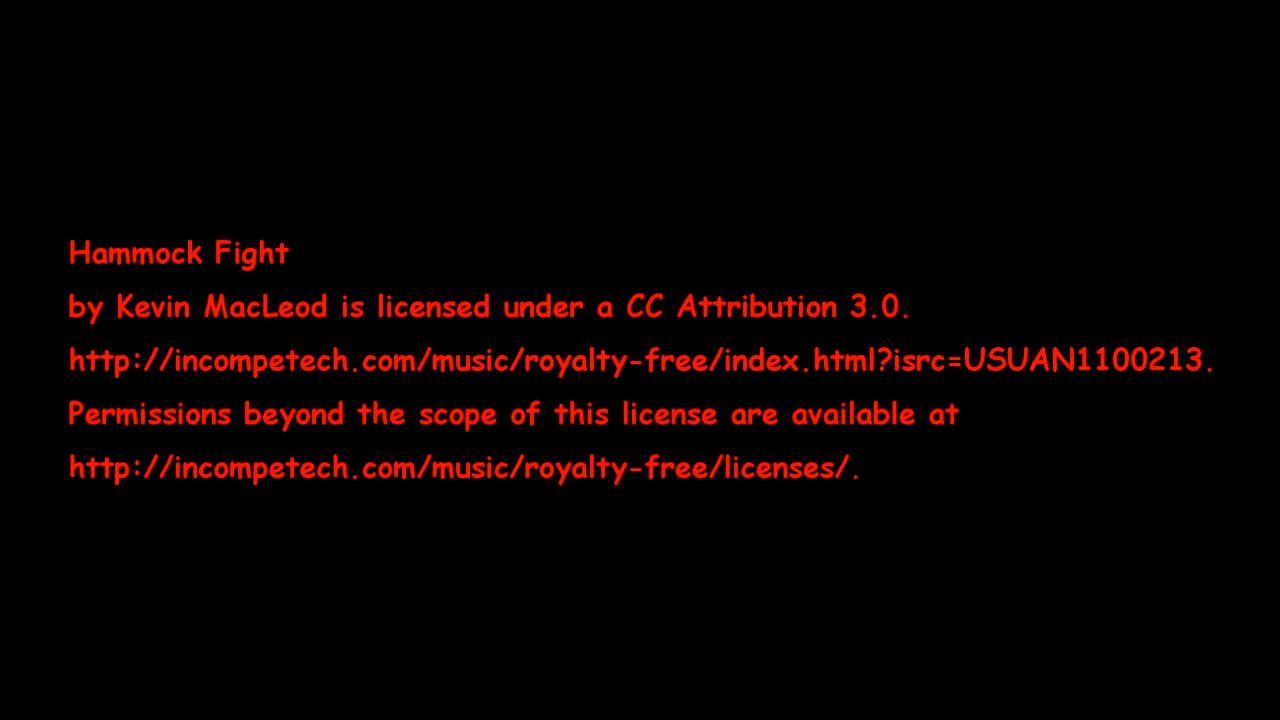 Hammock Fight
by Kevin MacLeod is licensed under a CC Attribution 3.0.
http://incompetech.com/music/royalty-free/index.html?isrc=USUAN1100213.
Permissions beyond the scope of this license are available at
http://incompetech.com/music/royalty-free/licenses/.